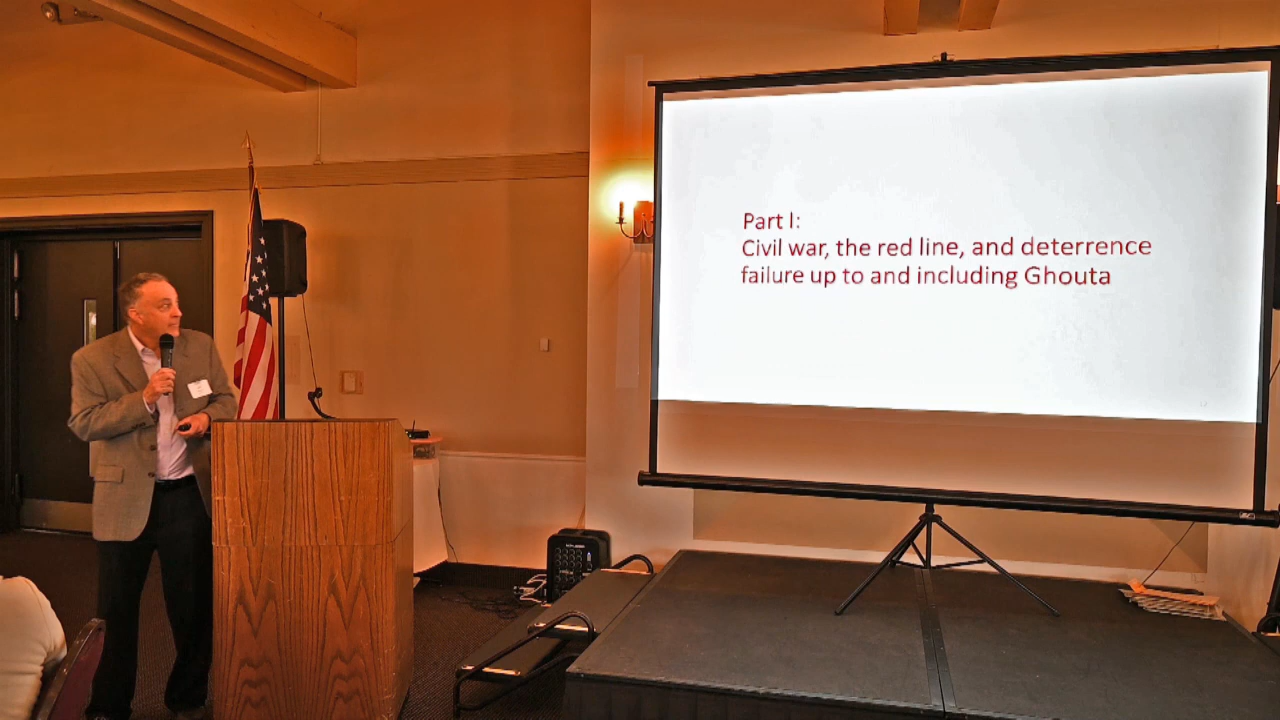 Part I:
Civil war, the red line, and deterrence
failure up to and including Ghouta